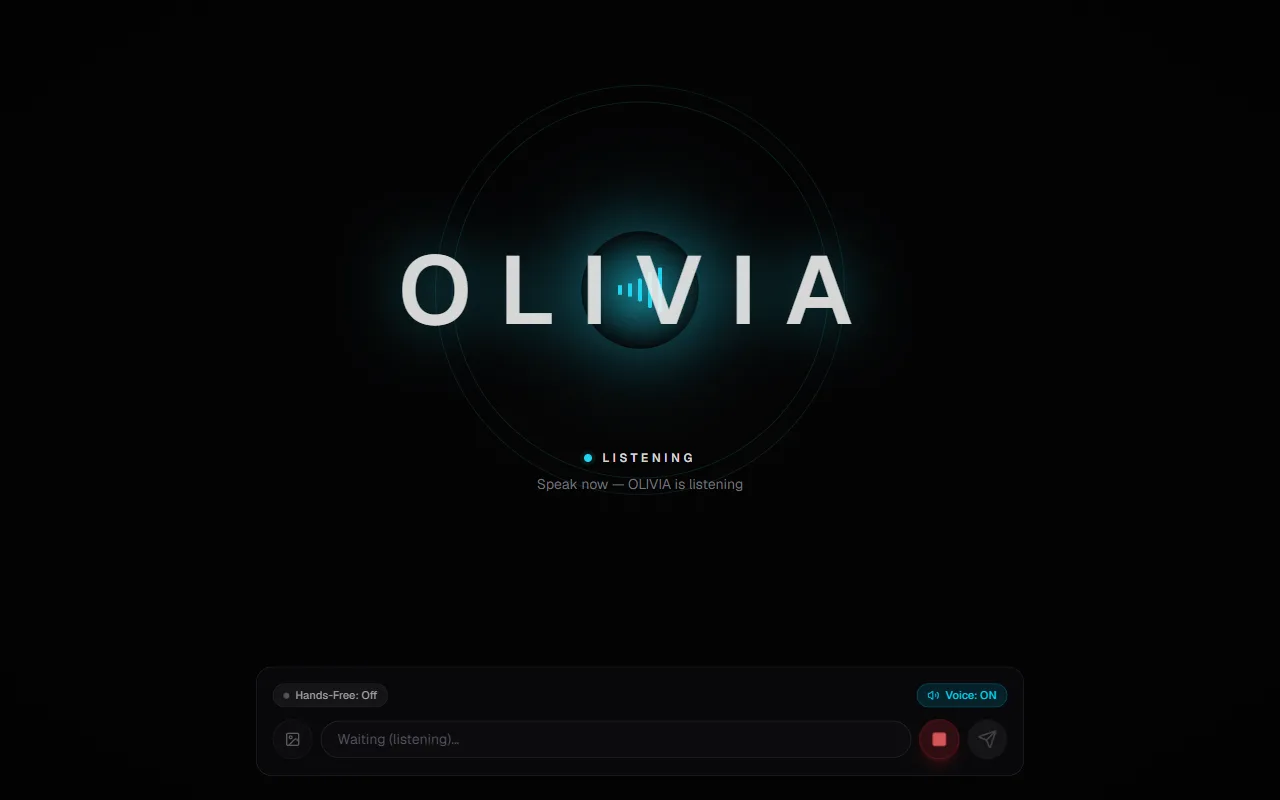 OLIVIA
LISTENING
Speak now — OLIVIA is listening
Hands-Free: Off
Voice: ON
Waiting (listening)...